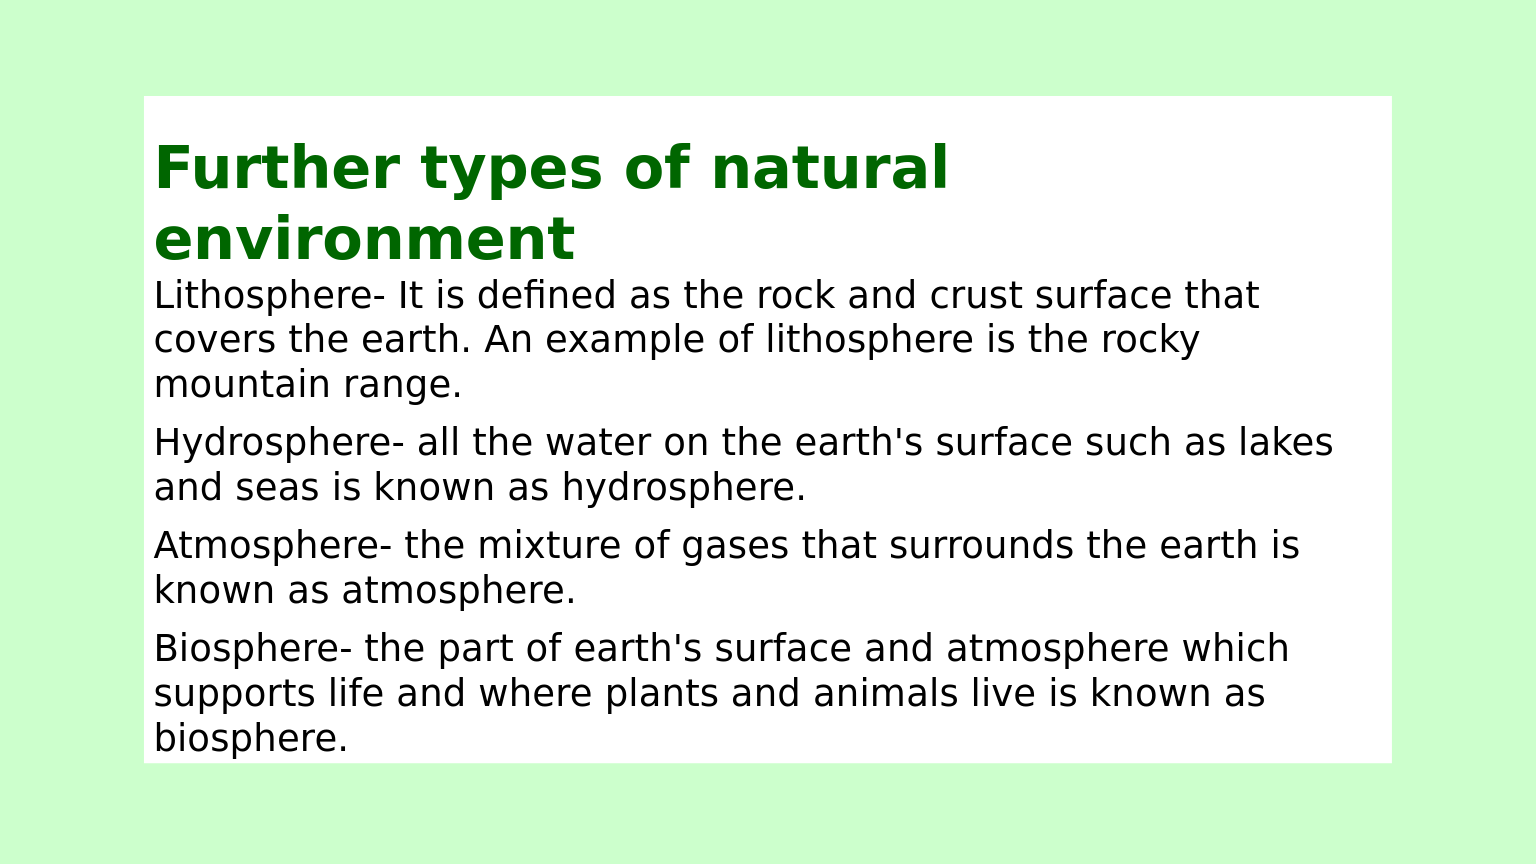 Further types of natural
environment
Lithosphere- It is defined as the rock and crust surface that
covers the earth. An example of lithosphere is the rocky
mountain range.
Hydrosphere- all the water on the earth's surface such as lakes
and seas is known as hydrosphere.
Atmosphere- the mixture of gases that surrounds the earth is
known as atmosphere.
Biosphere- the part of earth's surface and atmosphere which
supports life and where plants and animals live is known as
biosphere.